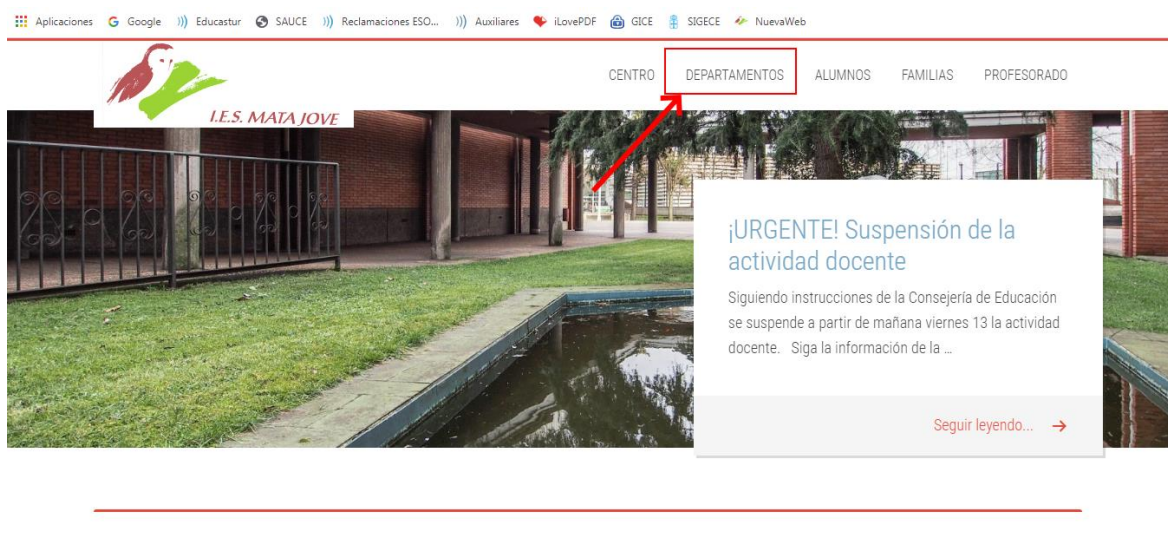 Aplicaciones Google Educastur SAUCE Reclamaciones ESO... Auxiliares iLovePDF GICE SIGECE NuevaWeb
CENTRO DEPARTAMENTOS ALUMNOS FAMILIAS PROFESORADO
I.E.S. MATA JOVE
¡URGENTE! Suspensión de la
actividad docente
Siguiendo instrucciones de la Consejería de Educación
se suspende a partir de mañana viernes 13 la actividad
docente. Siga la información de la ...
Seguir leyendo... →